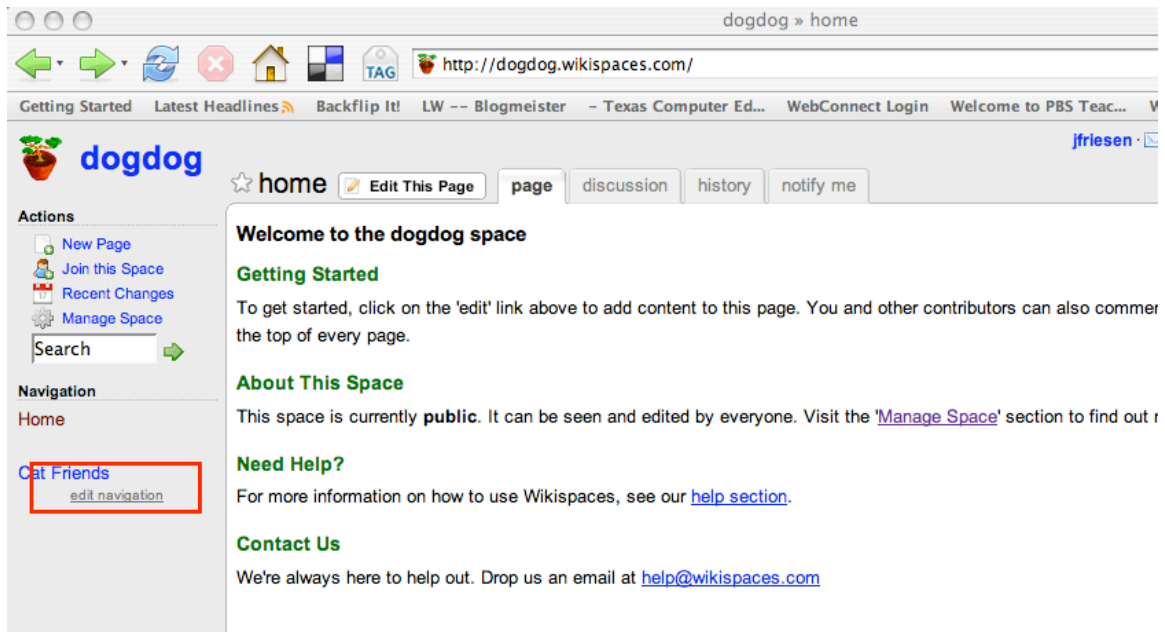 dogdog » home
TAG
http://dogdog.wikispaces.com/
Getting Started Latest Headlines Backflip It! LW -- Blogmeister - Texas Computer Ed... WebConnect Login Welcome to PBS Teac...
jfriesen ·
dogdog
home Edit This Page page discussion history notify me
Actions
New Page
Join this Space
17 Recent Changes
Manage Space
Search
Navigation
Home
Cat Friends
edit navigation
Welcome to the dogdog space
Getting Started
To get started, click on the 'edit' link above to add content to this page. You and other contributors can also commer
the top of every page.
About This Space
This space is currently public. It can be seen and edited by everyone. Visit the 'Manage Space' section to find out
Need Help?
For more information on how to use Wikispaces, see our help section.
Contact Us
We're always here to help out. Drop us an email at help@wikispaces.com